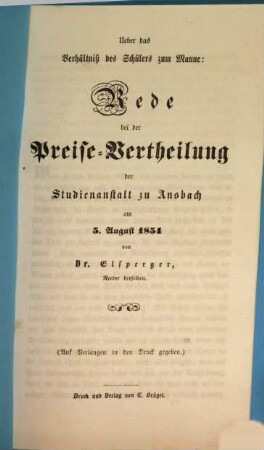 Ueber das
Verhältniß des Schülers zum Manne:
Rede
bei der
Preise-Vertheilung
der
Studienanstalt zu Ansbach
am
5. August 1854
von
Dr. Elsperger,
Rector derselben.
(Auf Verlangen in den Druck gegeben.)
Druck und Verlag von C. Brügel.